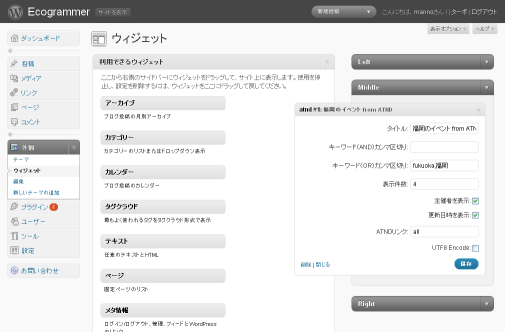 Ecogrammer サイトを表示
新規投稿
こんにちは、manno さん | ターボ | ログアウト
表示オプション ヘルプ
ダッシュボード
投稿
メディア
リンク
ページ
コメント
外観
テーマ
ウィジェット
編集
新しいテーマの追加
プラグイン 2
ユーザー
ツール
設定
お問い合わせ
ウィジェット
利用できるウィジェット
ここから右側のサイドバーにウィジェットをドラッグして、サイト上に表示します。使用を停
止し、設定を削除するには、ウィジェットをここにドラッグして戻してください。
アーカイブ
ブログ投稿の月別アーカイブ
カテゴリー
カテゴリーのリストまたはドロップダウン表示
カレンダー
ブログ投稿のカレンダー
タグクラウド
最もよく使われるタグをタグクラウド形式で表示
テキスト
任意のテキストとHTML
ページ
固定ページのリスト
メタ情報
ログイン/ログアウト、管理、フィードと WordPress
のリンク
Left
Middle
atnd #1: 福岡のイベント from ATND
タイトル: 福岡のイベント from ATN
キーワード(AND)カンマ区切り:
キーワード(OR)カンマ区切り: fukuoka,福岡
表示件数: 4
主催者を表示:
更新日時を表示:
ATNDリンク: all
UTF8 Encode:
削除 | 閉じる
保存
Right